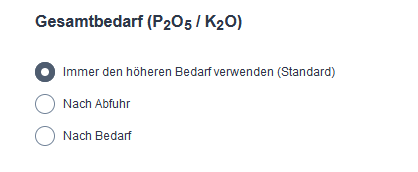 Gesamtbedarf (P₂O₅ / K₂O)
Immer den höheren Bedarf verwenden (Standard)
Nach Abfuhr
Nach Bedarf